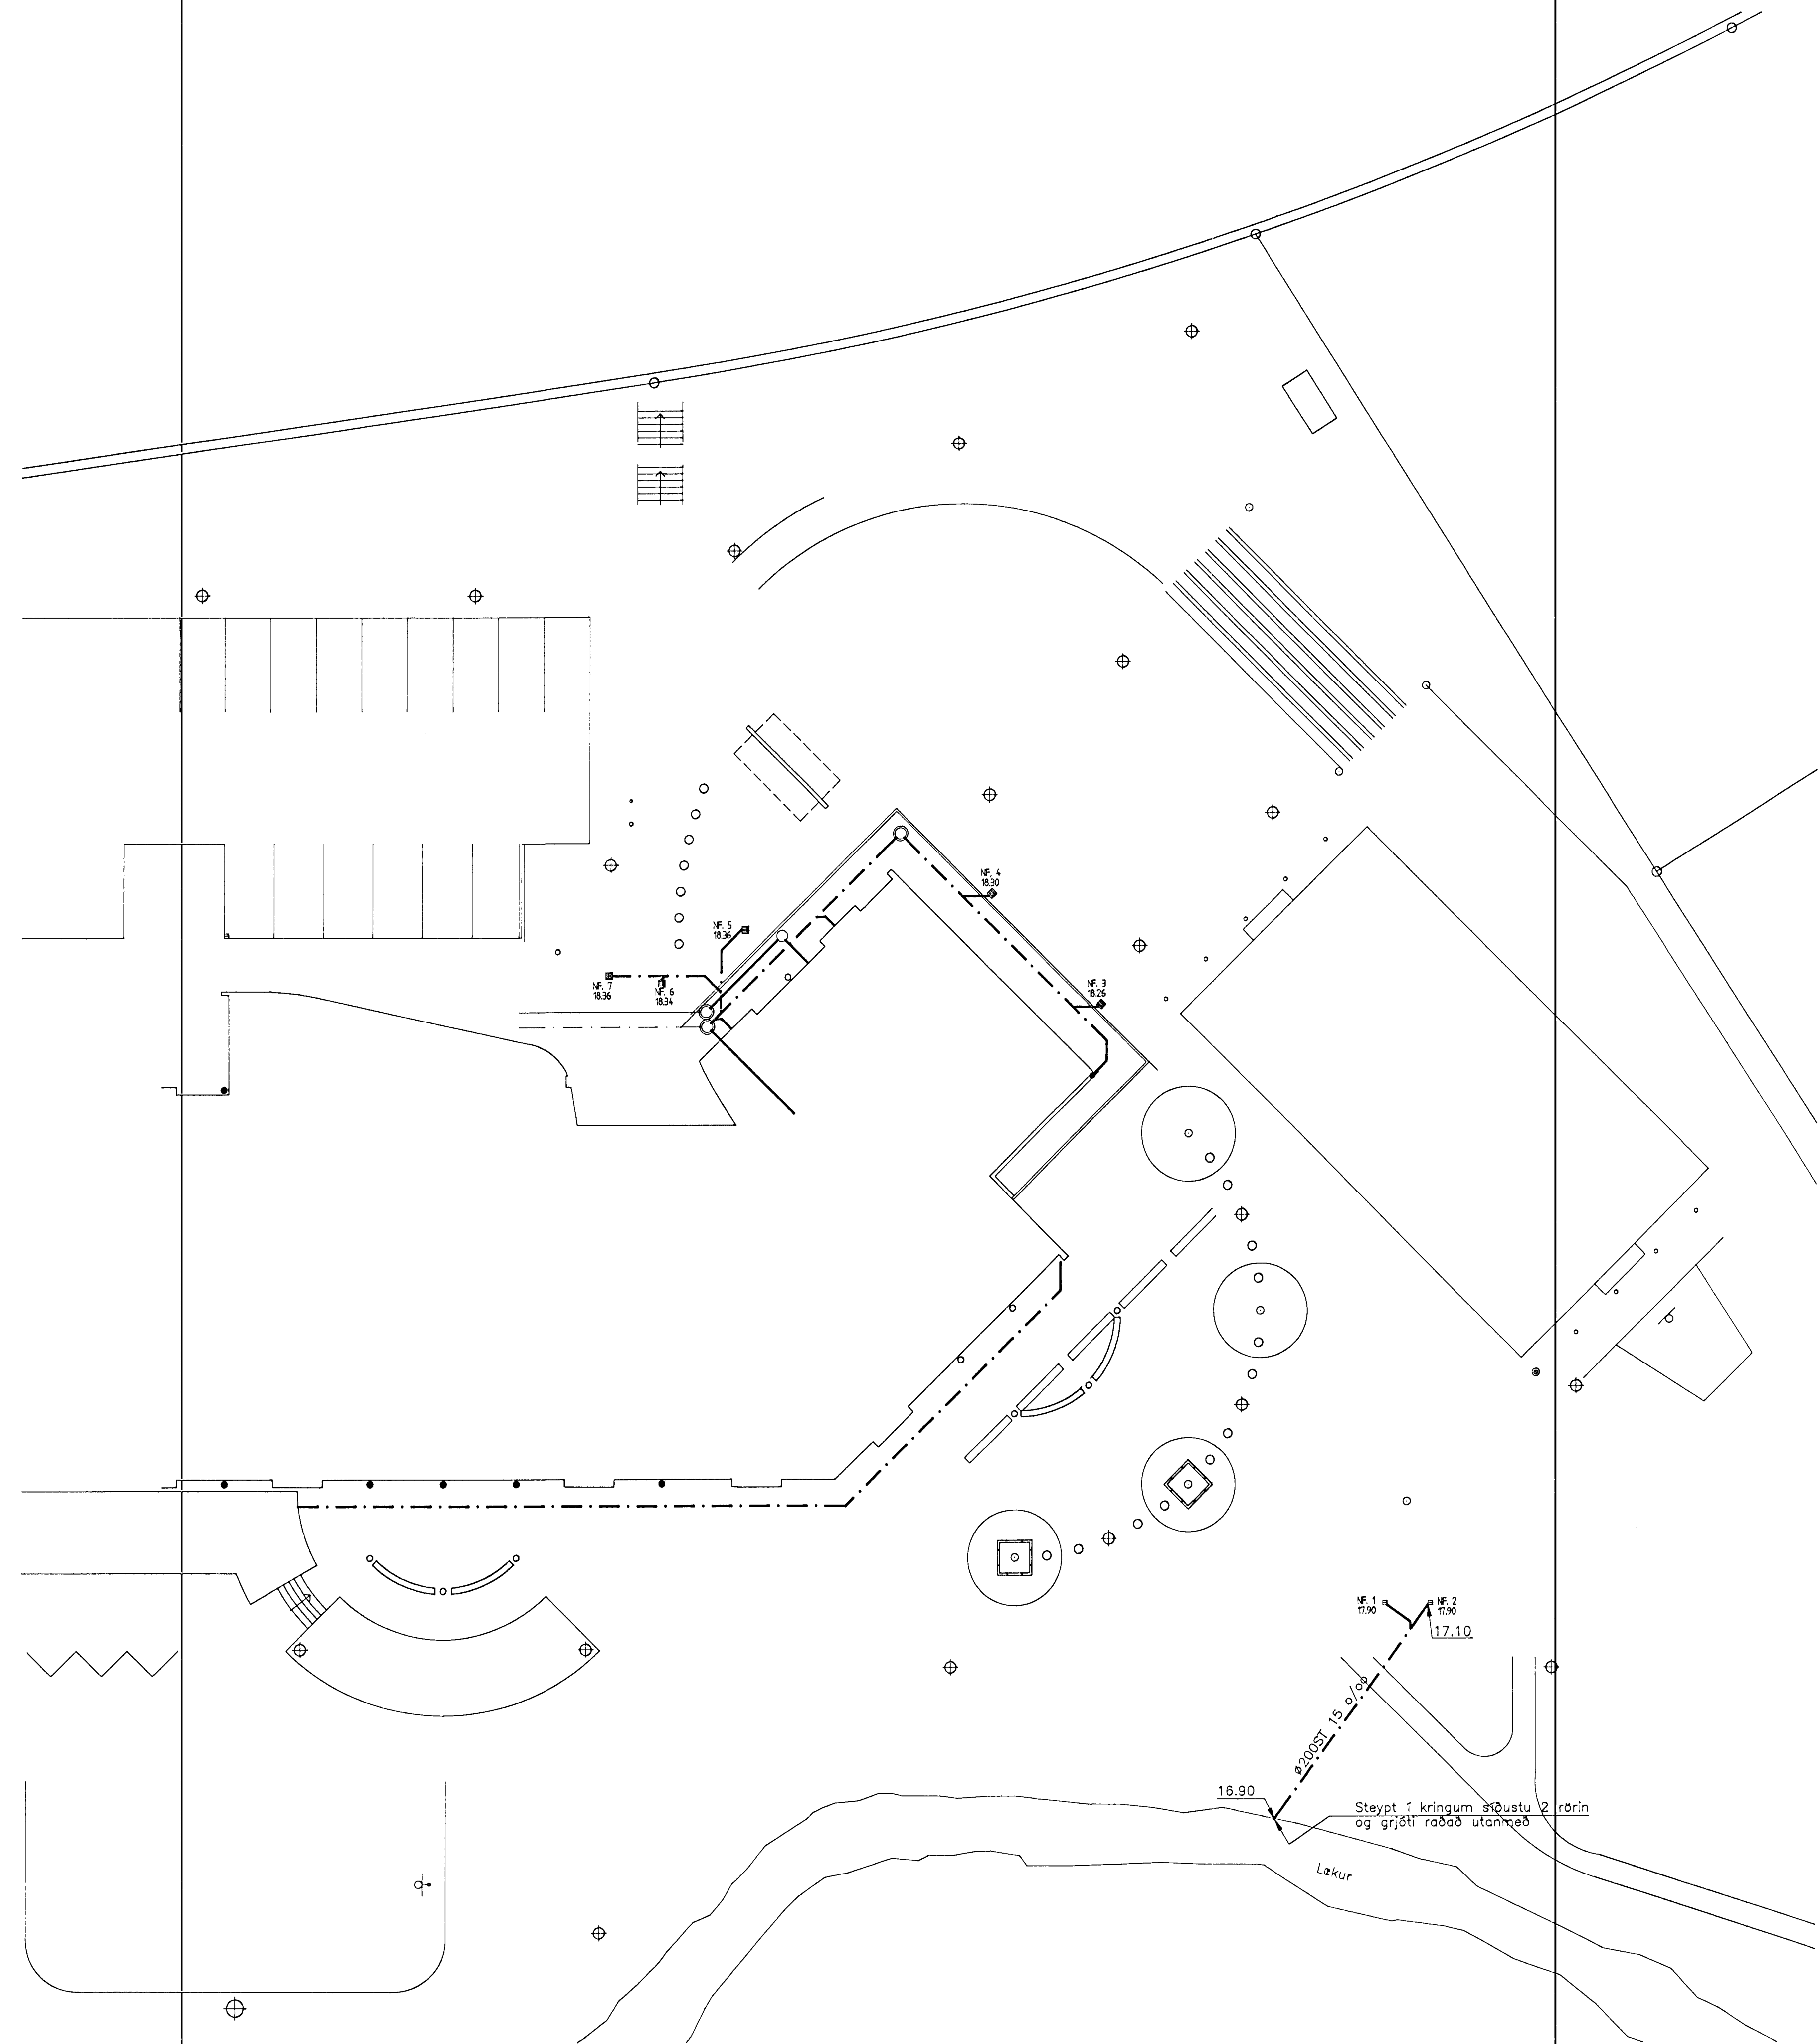 NF. 4
18.30
NF. 5
18.36
NF. 7
18.36
NF. 6
18.34
NF. 3
18.26
NF. 1
17.90
NF. 2
17.90
17.10
ø200ST 15 o/oo
16.90
Steypt í kringum síðustu 2 rörin
og grjóti raðað utanmeð
Lækur